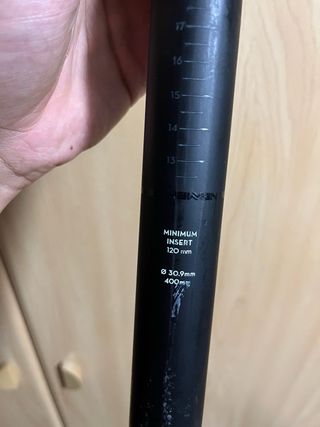 17
16
15
14
13
MINIMUM
INSERT
120 mm
Ø 30.9mm
400mm